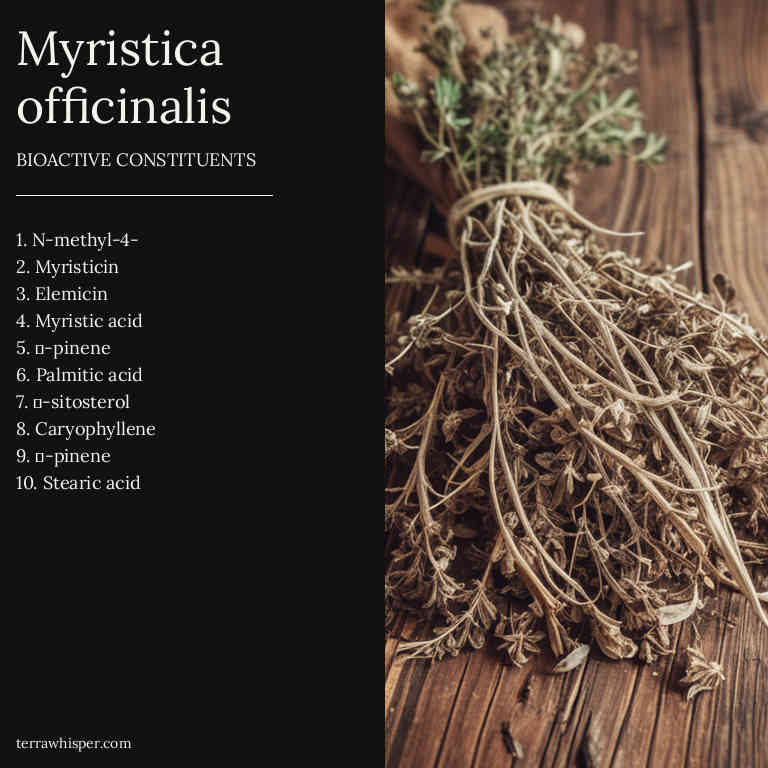 Myristica
officinalis
BIOACTIVE CONSTITUENTS
1. N-methyl-4-
2. Myristicin
3. Elemicin
4. Myristic acid
5. □-pinene
6. Palmitic acid
7. □-sitosterol
8. Caryophyllene
9. □-pinene
10. Stearic acid
terrawhisper.com